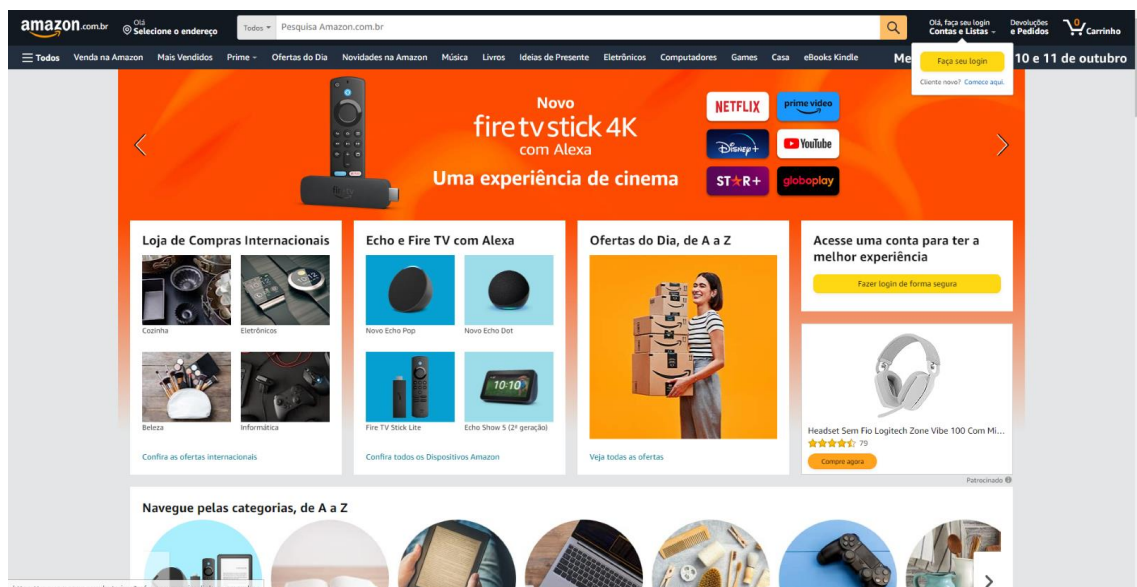 amazon.com.br
Olá
Selecione o endereço
Todos
Pesquisa Amazon.com.br
Olá, faça seu login
Contas e Listas
Devoluções
e Pedidos
0
Carrinho
Todos
Venda na Amazon
Mais Vendidos
Prime
Ofertas do Dia
Novidades na Amazon
Música
Livros
Ideias de Presente
Eletrônicos
Computadores
Games
Casa
eBooks Kindle
Me
10 e 11 de outubro
Faça seu login
Cliente novo? Comece aqui.
Novo
fire tv stick 4K
com Alexa
Uma experiência de cinema
NETFLIX
prime video
Disney+
YouTube
STAR+
globoplay
fire tv
Loja de Compras Internacionais
Cozinha
Eletrônicos
Beleza
Informática
Confira as ofertas internacionais
Echo e Fire TV com Alexa
Novo Echo Pop
Novo Echo Dot
10:10
Fire TV Stick Lite
Echo Show 5 (2ª geração)
Confira todos os Dispositivos Amazon
Ofertas do Dia, de A a Z
Veja todas as ofertas
Acesse uma conta para ter a
melhor experiência
Fazer login de forma segura
Headset Sem Fio Logitech Zone Vibe 100 Com Mi...
79
Compre agora
Patrocinado
Navegue pelas categorias, de A a Z